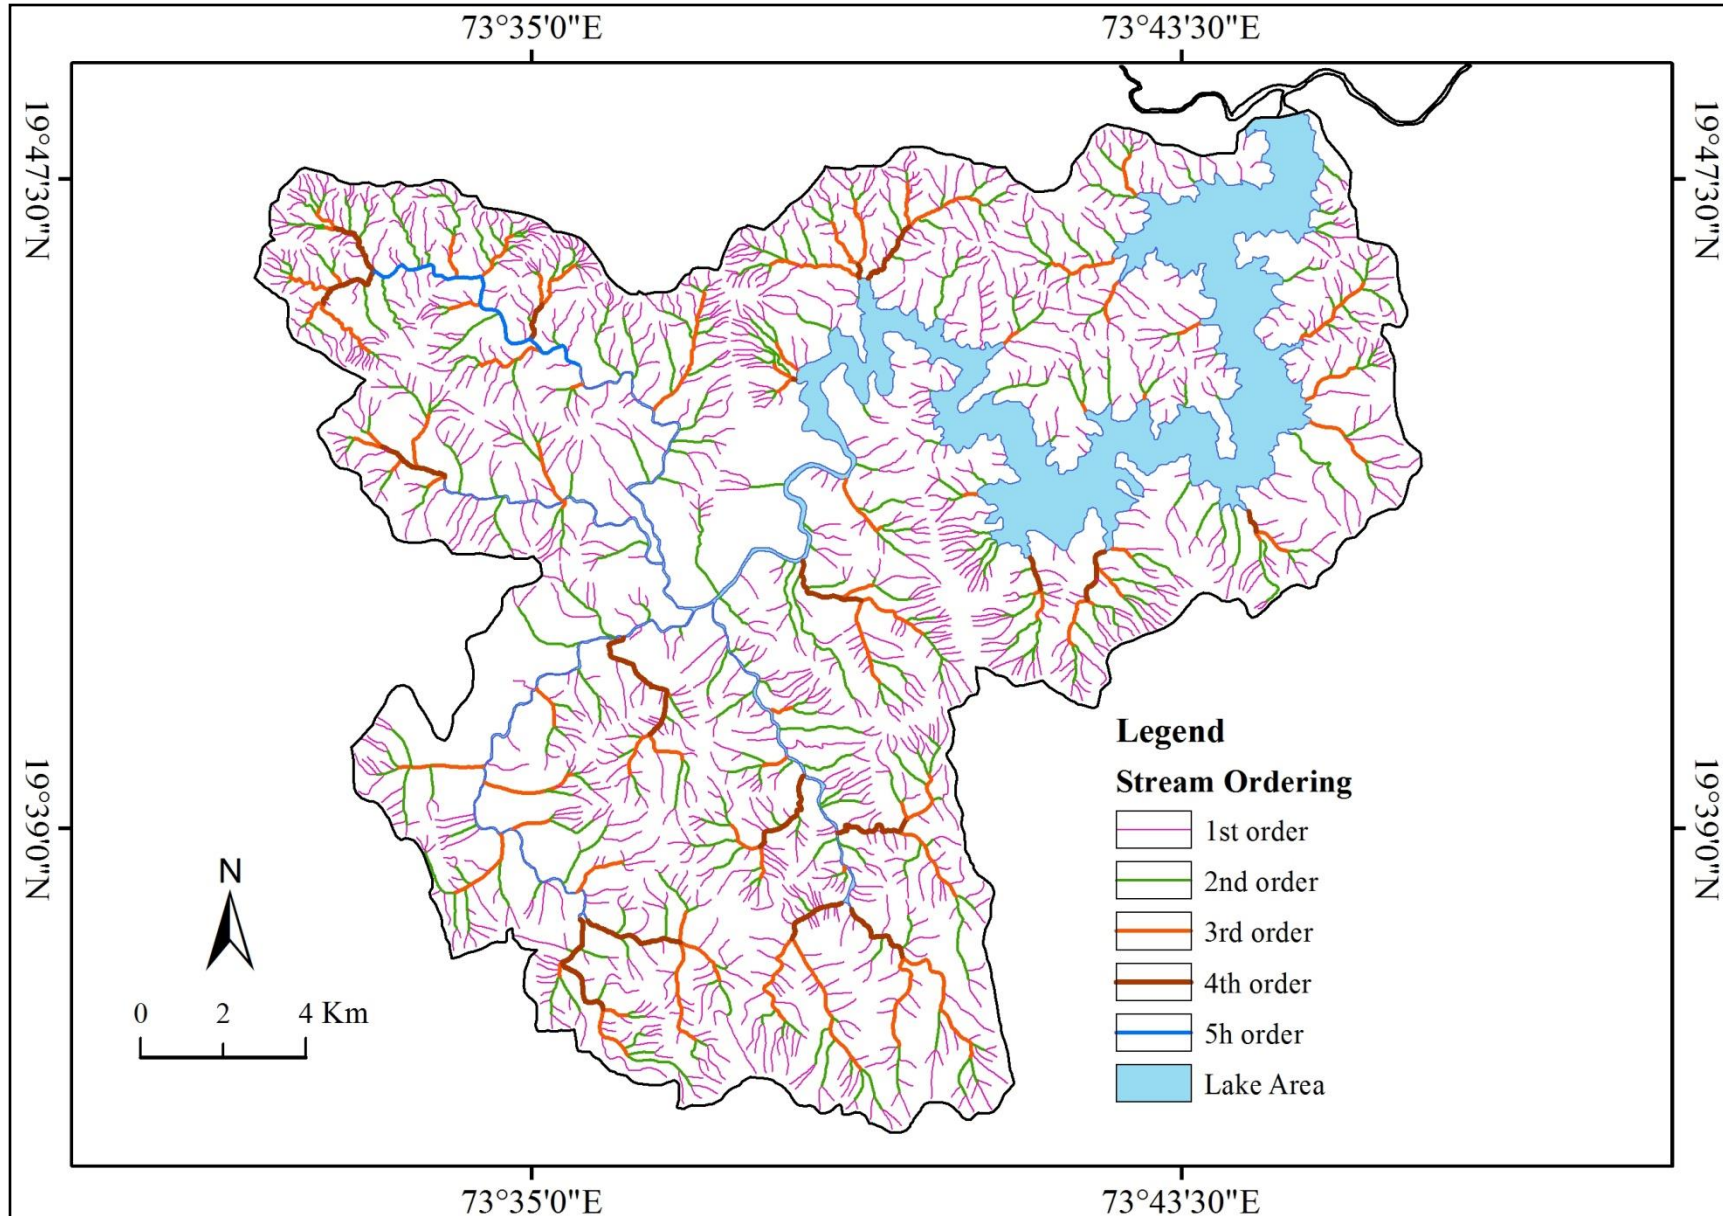 73°35'0"E
73°43'30"E
19°47'30"N
19°47'30"N
19°39'0"N
19°39'0"N
Legend
Stream Ordering
1st order
2nd order
3rd order
4th order
5h order
Lake Area
N
0 2 4 Km
73°35'0"E
73°43'30"E